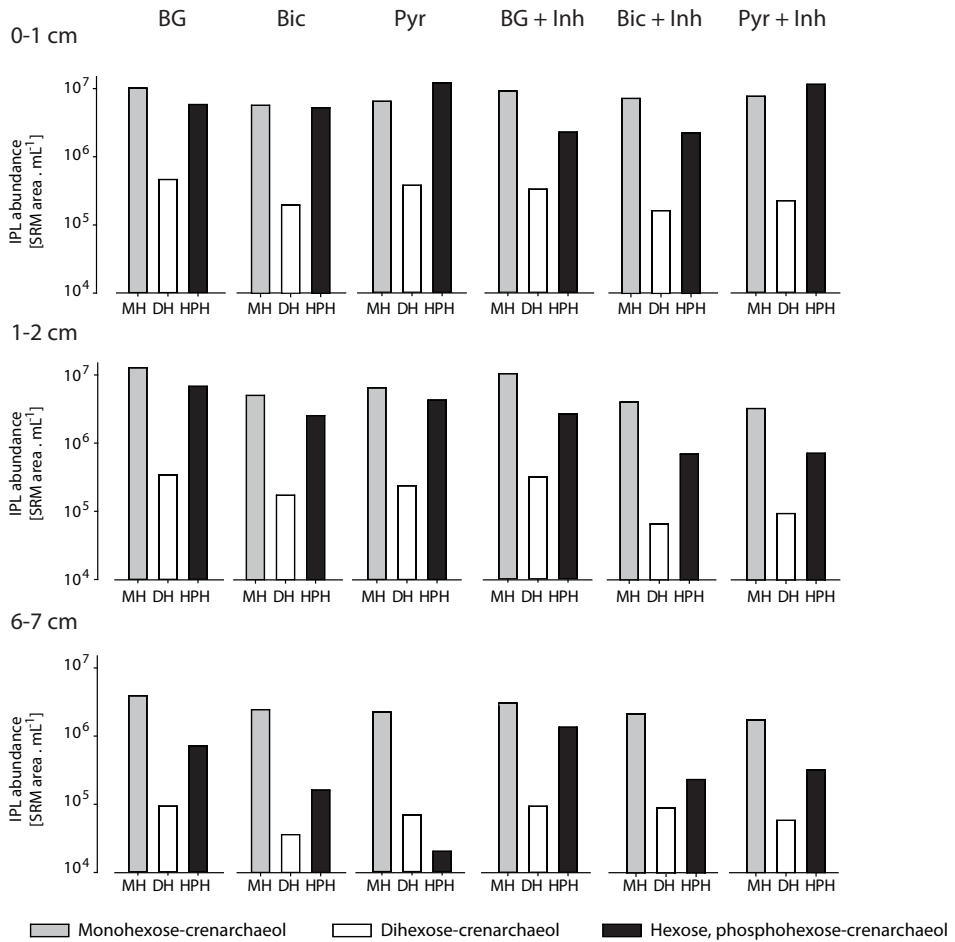 BG Bic Pyr BG + Inh Bic + Inh Pyr + Inh
0-1 cm
IPL abundance
[SRM area . mL⁻¹]
10⁷
10⁶
10⁵
10⁴
MH DH HPH MH DH HPH MH DH HPH MH DH HPH MH DH HPH MH DH HPH
1-2 cm
IPL abundance
[SRM area . mL⁻¹]
10⁷
10⁶
10⁵
10⁴
MH DH HPH MH DH HPH MH DH HPH MH DH HPH MH DH HPH MH DH HPH
6-7 cm
IPL abundance
[SRM area . mL⁻¹]
10⁷
10⁶
10⁵
10⁴
MH DH HPH MH DH HPH MH DH HPH MH DH HPH MH DH HPH MH DH HPH
Monohexose-crenarchaeol Dihexose-crenarchaeol Hexose, phosphohexose-crenarchaeol